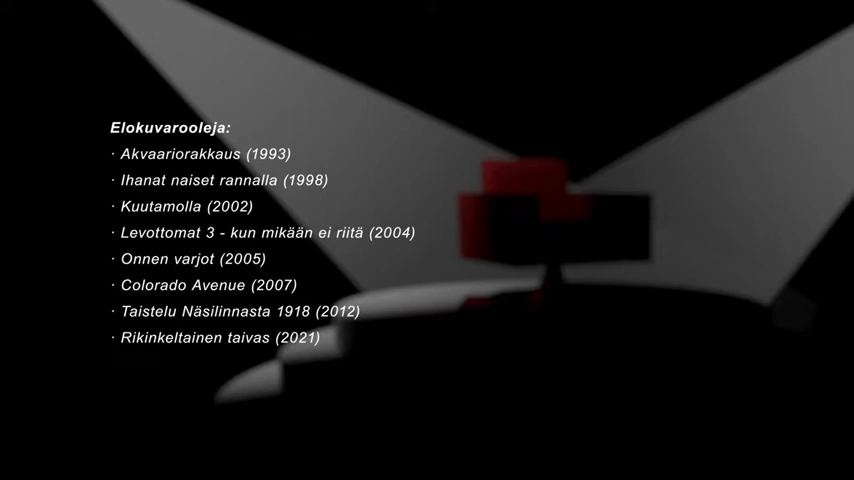 Elokuvarooleja:
· Akvaariorakkaus (1993)
· Ihanat naiset rannalla (1998)
· Kuutamolla (2002)
· Levottomat 3 - kun mikään ei riitä (2004)
· Onnen varjot (2005)
· Colorado Avenue (2007)
· Taistelu Näsilinnasta 1918 (2012)
· Rikinkeltainen taivas (2021)